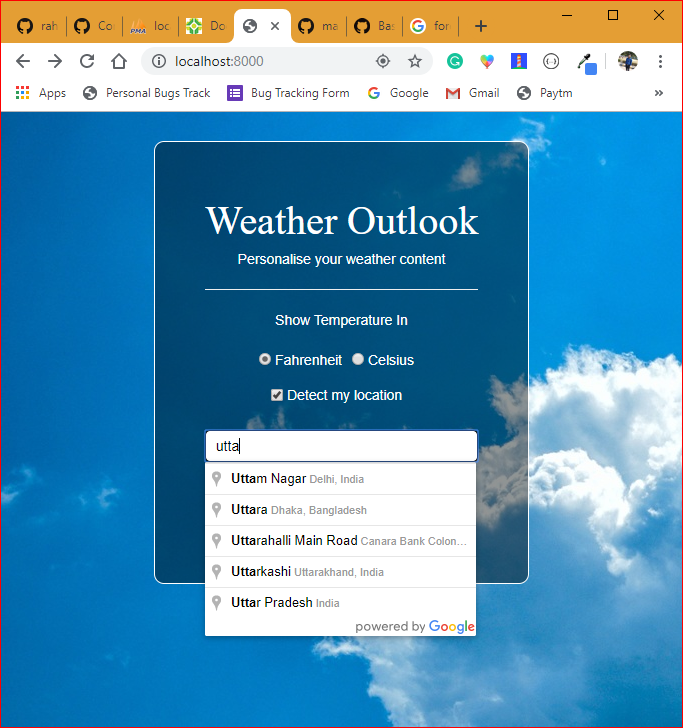 rah
Co
PMA
loc
Do
ma
Bas
for
localhost:8000
Apps
Personal Bugs Track
Bug Tracking Form
Google
Gmail
Paytm
»
Weather Outlook
Personalise your weather content
Show Temperature In
Fahrenheit Celsius
Detect my location
utta
Uttam Nagar Delhi, India
Uttara Dhaka, Bangladesh
Uttarahalli Main Road Canara Bank Colon...
Uttarkashi Uttarakhand, India
Uttar Pradesh India
powered by Google